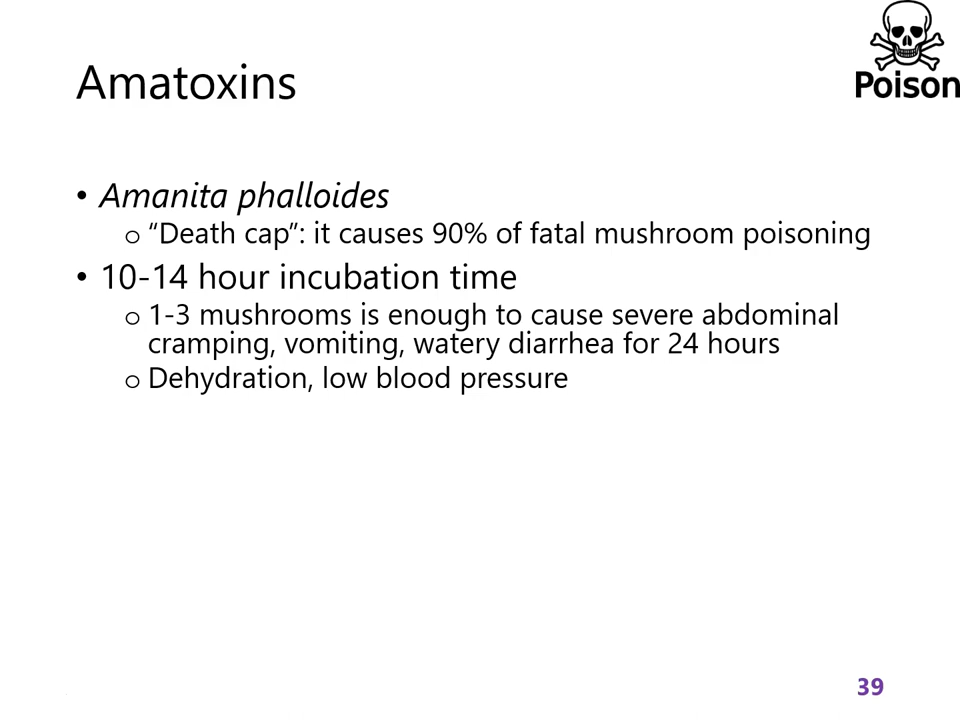 Poison
Amatoxins
• Amanita phalloides
o “Death cap”: it causes 90% of fatal mushroom poisoning
• 10-14 hour incubation time
o 1-3 mushrooms is enough to cause severe abdominal
cramping, vomiting, watery diarrhea for 24 hours
o Dehydration, low blood pressure
39